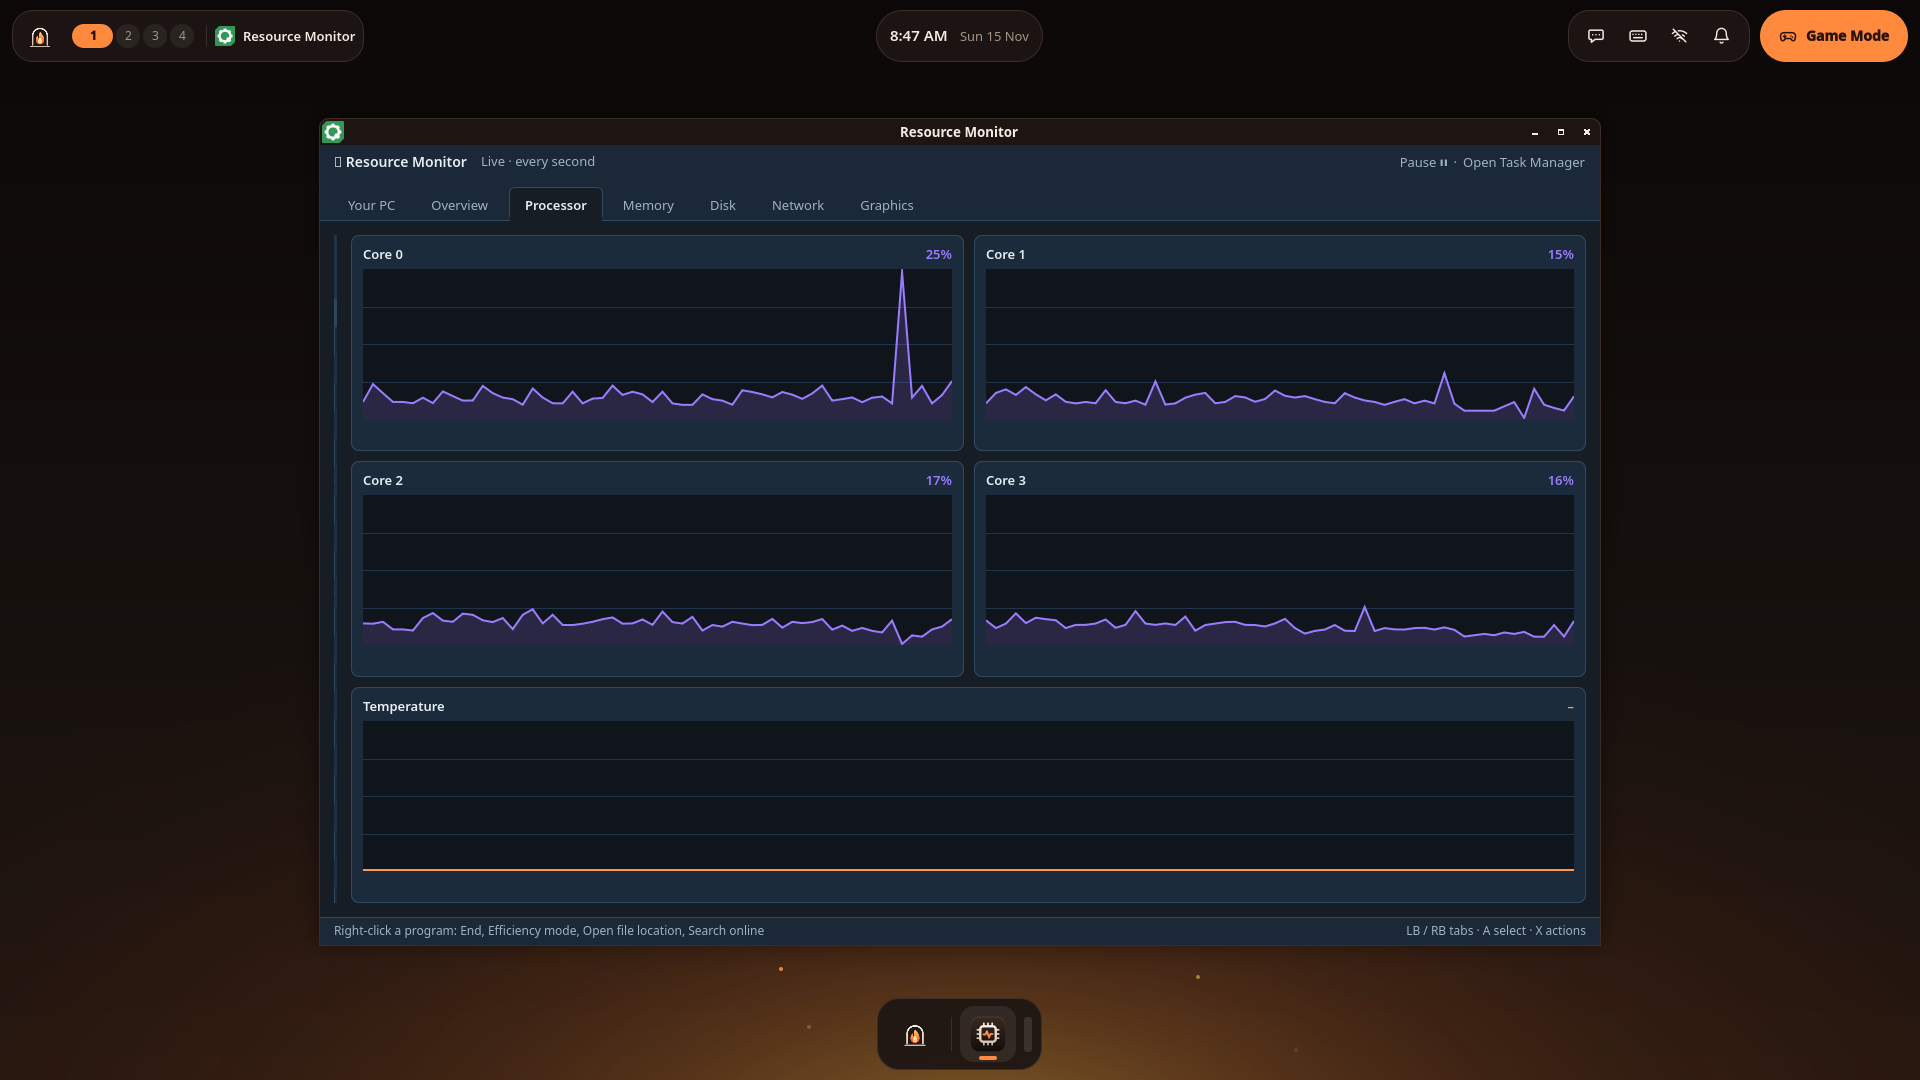 1 2 3 4 Resource Monitor
8:47 AM Sun 15 Nov
Game Mode
Resource Monitor
Resource Monitor Live · every second
Pause · Open Task Manager
Your PC Overview Processor Memory Disk Network Graphics
Core 0 25%
Core 1 15%
Core 2 17%
Core 3 16%
Temperature –
Right-click a program: End, Efficiency mode, Open file location, Search online
LB / RB tabs · A select · X actions